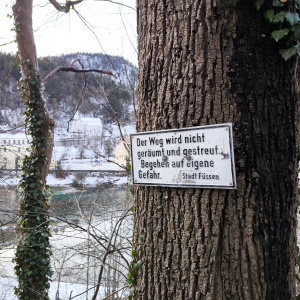 Der Weg wird nicht
geräumt und gestreut.
Begehen auf eigene
Gefahr.
Stadt Füssen